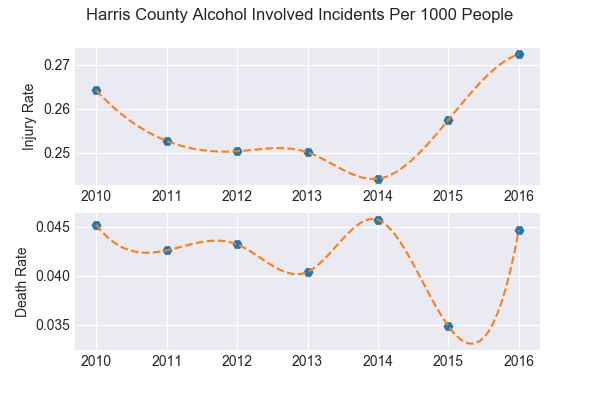 Harris County Alcohol Involved Incidents Per 1000 People
Injury Rate
0.27
0.26
0.25
2010 2011 2012 2013 2014 2015 2016
Death Rate
0.045
0.040
0.035
2010 2011 2012 2013 2014 2015 2016